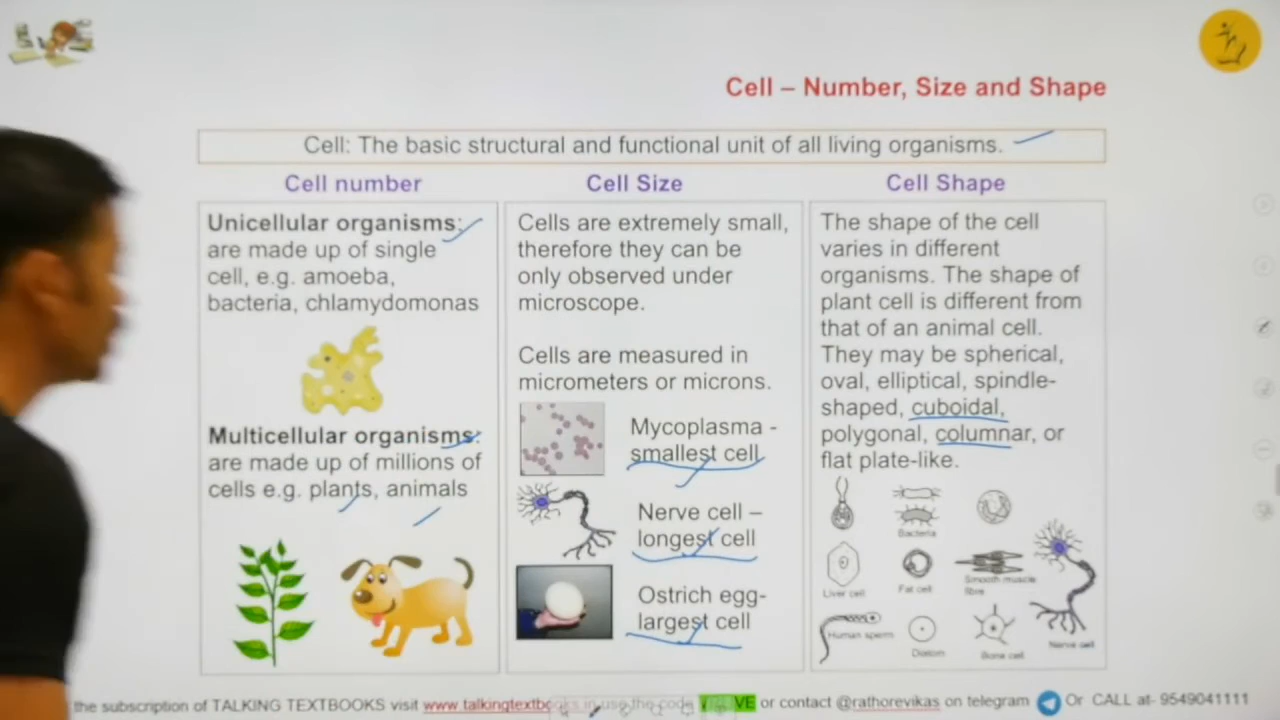 Cell – Number, Size and Shape
Cell: The basic structural and functional unit of all living organisms.
Cell number
Unicellular organisms:
are made up of single
cell, e.g. amoeba,
bacteria, chlamydomonas
Multicellular organisms:
are made up of millions of
cells e.g. plants, animals
Cell Size
Cells are extremely small,
therefore they can be
only observed under
microscope.
Cells are measured in
micrometers or microns.
Mycoplasma -
smallest cell
Nerve cell –
longest cell
Ostrich egg-
largest cell
Cell Shape
The shape of the cell
varies in different
organisms. The shape of
plant cell is different from
that of an animal cell.
They may be spherical,
oval, elliptical, spindle-
shaped, cuboidal,
polygonal, columnar, or
flat plate-like.
Bacteria
Liver cell
Fat cell
Smooth muscle
fibre
Human sperm
Diatom
Bone cell
Nerve cell
the subscription of TALKING TEXTBOOKS visit www.talkingtextbo in use the code VE or contact @rathorevikas on telegram Or CALL at- 9549041111